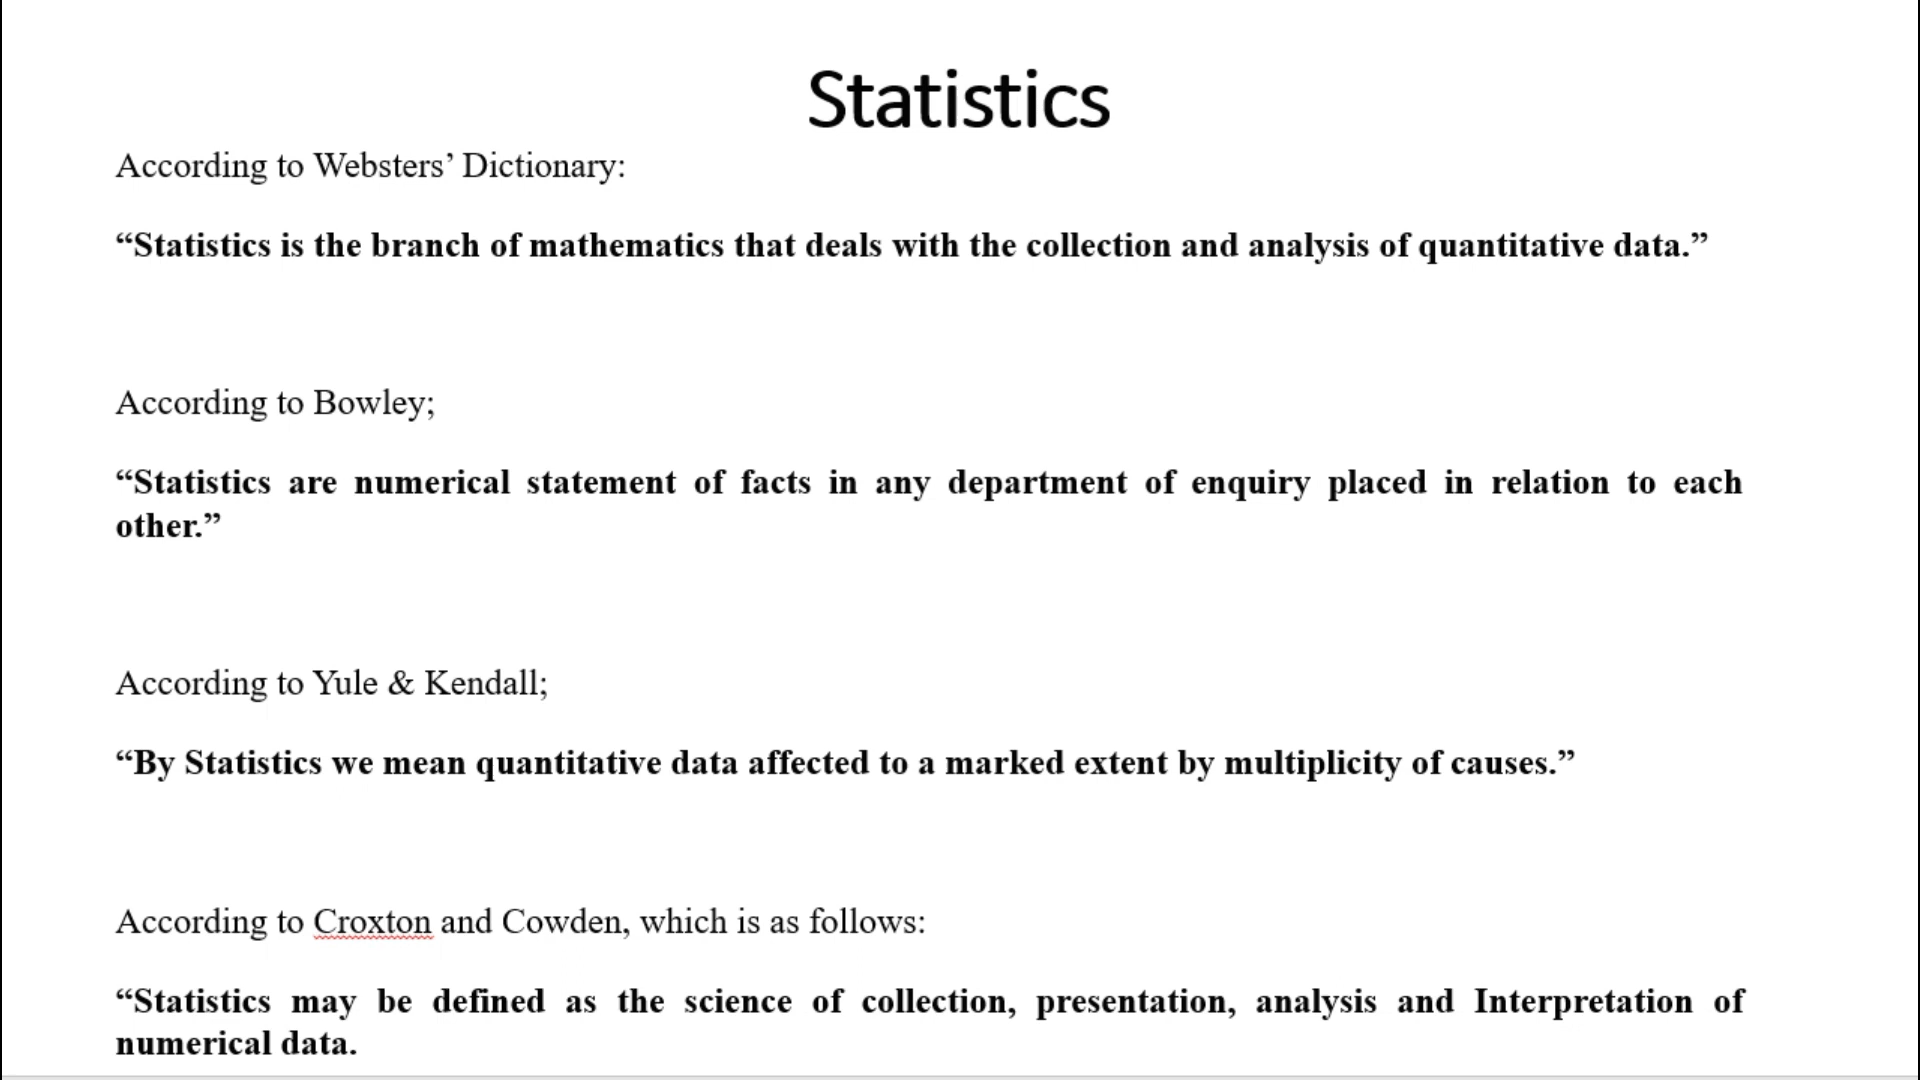 Statistics
According to Websters’ Dictionary:
“Statistics is the branch of mathematics that deals with the collection and analysis of quantitative data.”
According to Bowley;
“Statistics are numerical statement of facts in any department of enquiry placed in relation to each
other.”
According to Yule & Kendall;
“By Statistics we mean quantitative data affected to a marked extent by multiplicity of causes.”
According to Croxton and Cowden, which is as follows:
“Statistics may be defined as the science of collection, presentation, analysis and Interpretation of
numerical data.